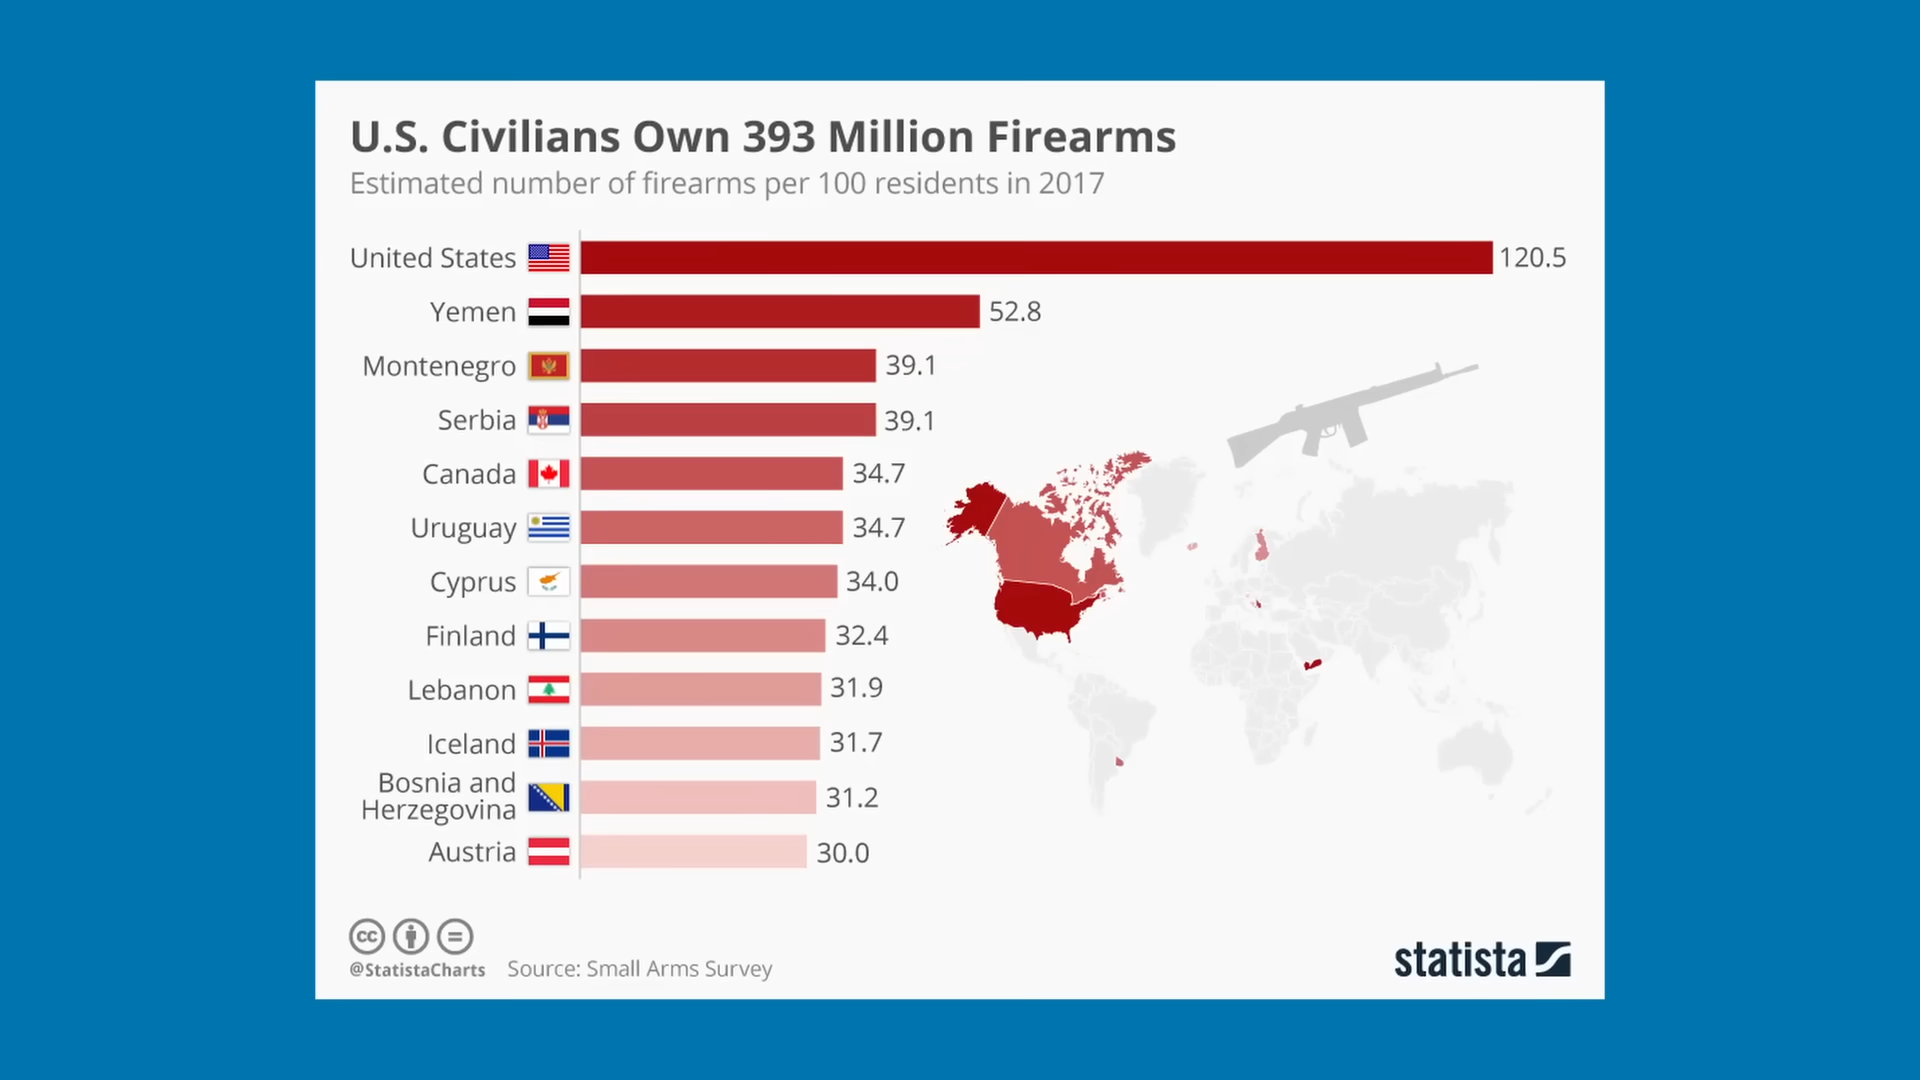 U.S. Civilians Own 393 Million Firearms
Estimated number of firearms per 100 residents in 2017
United States 120.5
Yemen 52.8
Montenegro 39.1
Serbia 39.1
Canada 34.7
Uruguay 34.7
Cyprus 34.0
Finland 32.4
Lebanon 31.9
Iceland 31.7
Bosnia and
Herzegovina 31.2
Austria 30.0
cc
@StatistaCharts Source: Small Arms Survey
statista